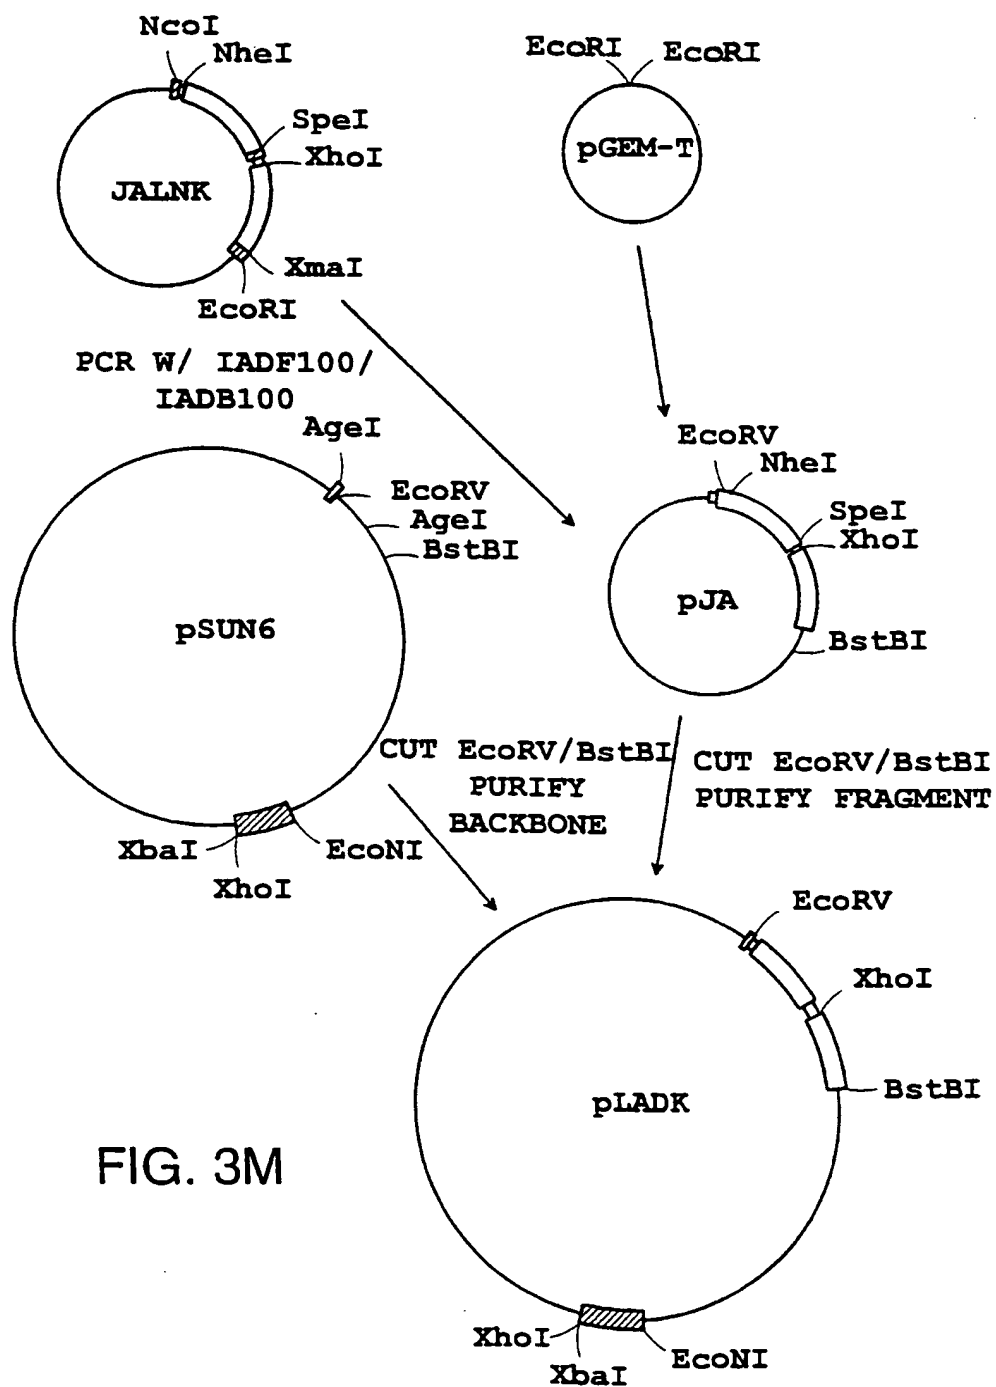 NcoI
NheI
SpeI
XhoI
JALNK
XmaI
EcoRI
EcoRI
EcoRI
pGEM-T
PCR W/ IADF100/
IADB100
AgeI
EcoRV
AgeI
BstBI
pSUN6
XbaI
XhoI
EcoNI
EcoRV
NheI
SpeI
XhoI
pJA
BstBI
CUT EcoRV/BstBI
PURIFY
BACKBONE
CUT EcoRV/BstBI
PURIFY FRAGMENT
EcoRV
XhoI
BstBI
pLADK
XhoI
XbaI
EcoNI
FIG. 3M